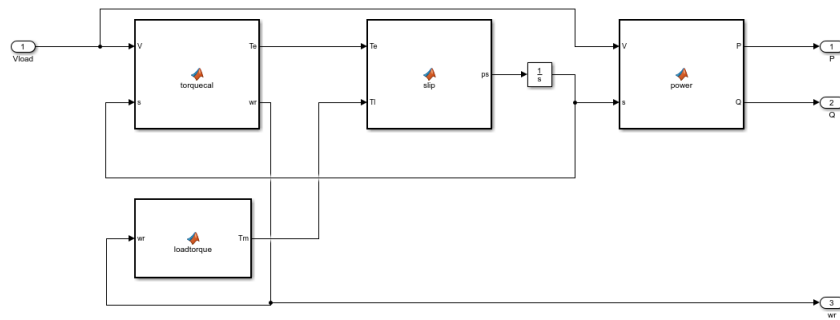 1
Vload
V
s
torquecal
Te
wr
Te
Tl
slip
ps
1
s
V
s
power
P
Q
1
P
2
Q
wr
loadtorque
Tm
3
wr